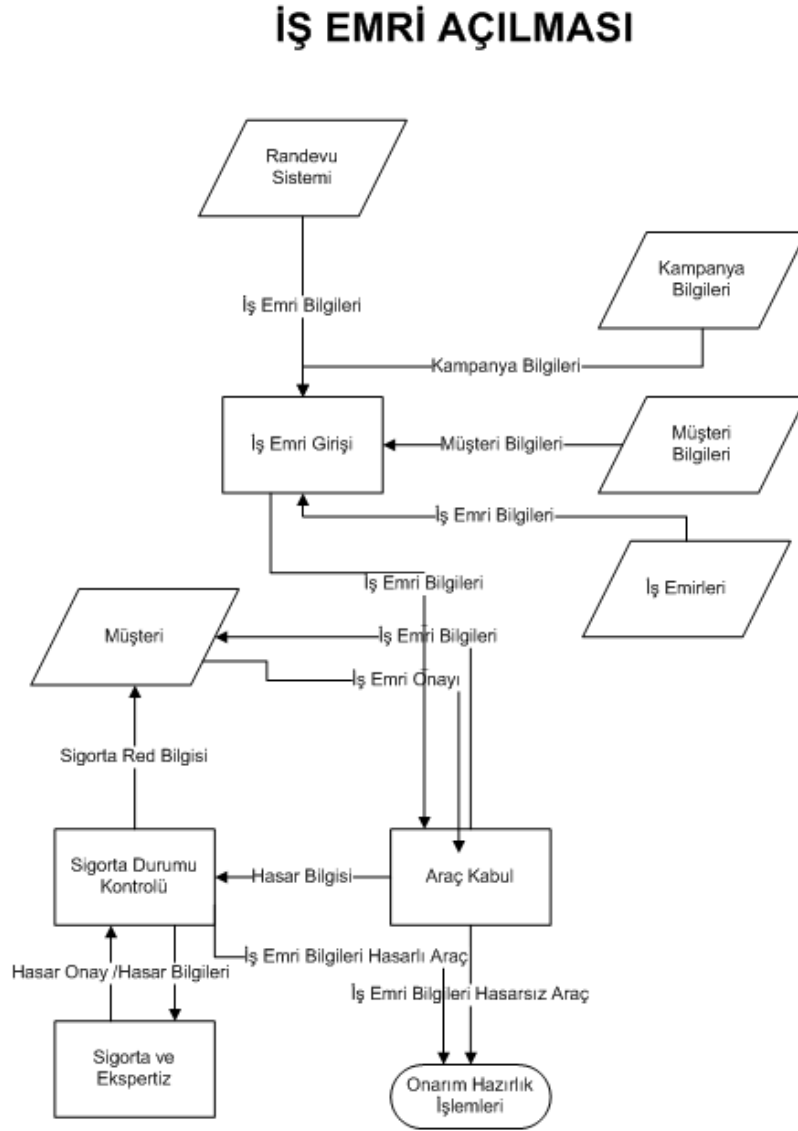 İŞ EMRİ AÇILMASI
Randevu
Sistemi
Kampanya
Bilgileri
İş Emri Bilgileri
Kampanya Bilgileri
İş Emri Girişi
Müşteri Bilgileri
Müşteri
Bilgileri
İş Emri Bilgileri
İş Emirleri
İş Emri Bilgileri
Müşteri
İş Emri Bilgileri
İş Emri Onayı
Sigorta Red Bilgisi
Sigorta Durumu
Kontrolü
Hasar Bilgisi
Araç Kabul
İş Emri Bilgileri Hasarlı Araç
Hasar Onay /Hasar Bilgileri
İş Emri Bilgileri Hasarsız Araç
Sigorta ve
Ekspertiz
Onarım Hazırlık
İşlemleri